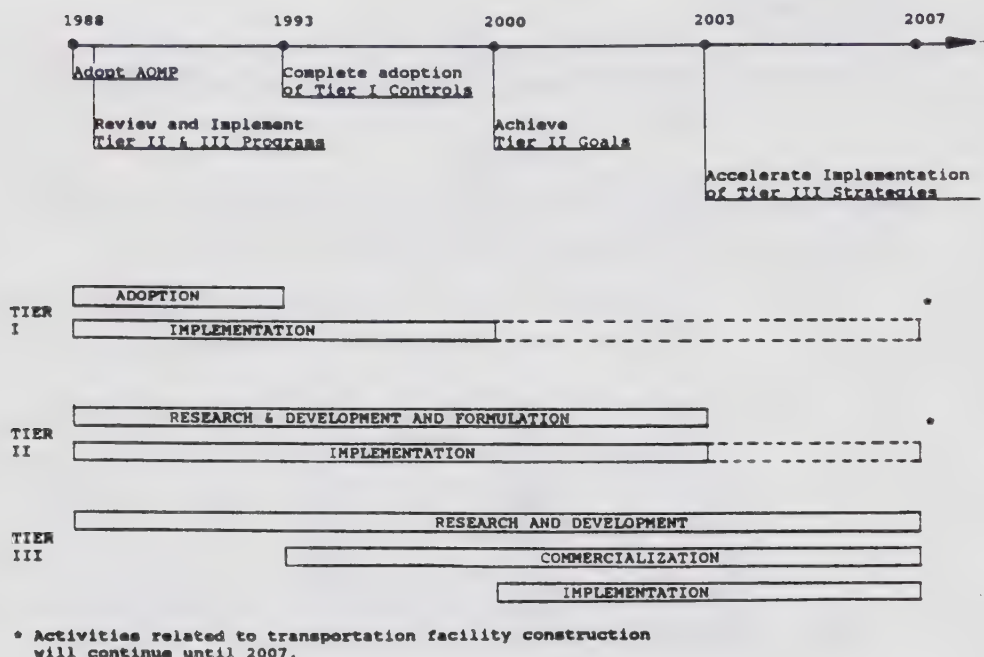 1988 1993 2000 2003 2007
Adopt AQMP
Complete adoption
of Tier I Controls
Review and Implement
Tier II & III Programs
Achieve
Tier II Goals
Accelerate Implementation
of Tier III Strategies
TIER
I
ADOPTION
*
IMPLEMENTATION
TIER
II
RESEARCH & DEVELOPMENT AND FORMULATION
*
IMPLEMENTATION
TIER
III
RESEARCH AND DEVELOPMENT
COMMERCIALIZATION
IMPLEMENTATION
* Activities related to transportation facility construction
will continue until 2007.